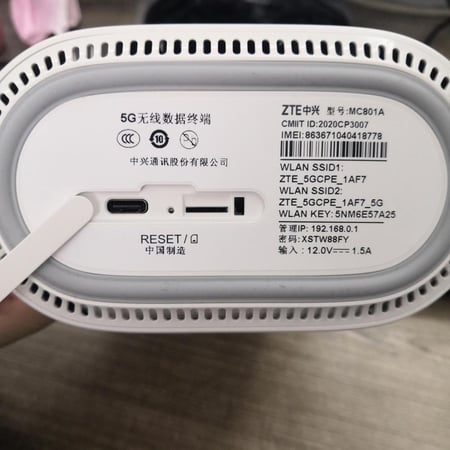 5G无线数据终端
中兴通讯股份有限公司
RESET/
中国制造
ZTE中兴 型号:MC801A
CMIIT ID:2020CP3007
IMEI:863671040418778
WLAN SSID1:
ZTE_5GCPE_1AF7
WLAN SSID2:
ZTE_5GCPE_1AF7_5G
WLAN KEY: 5NM6E57A25
管理IP: 192.168.0.1
密码: XSTW88FY
输入: 12.0V⎓1.5A